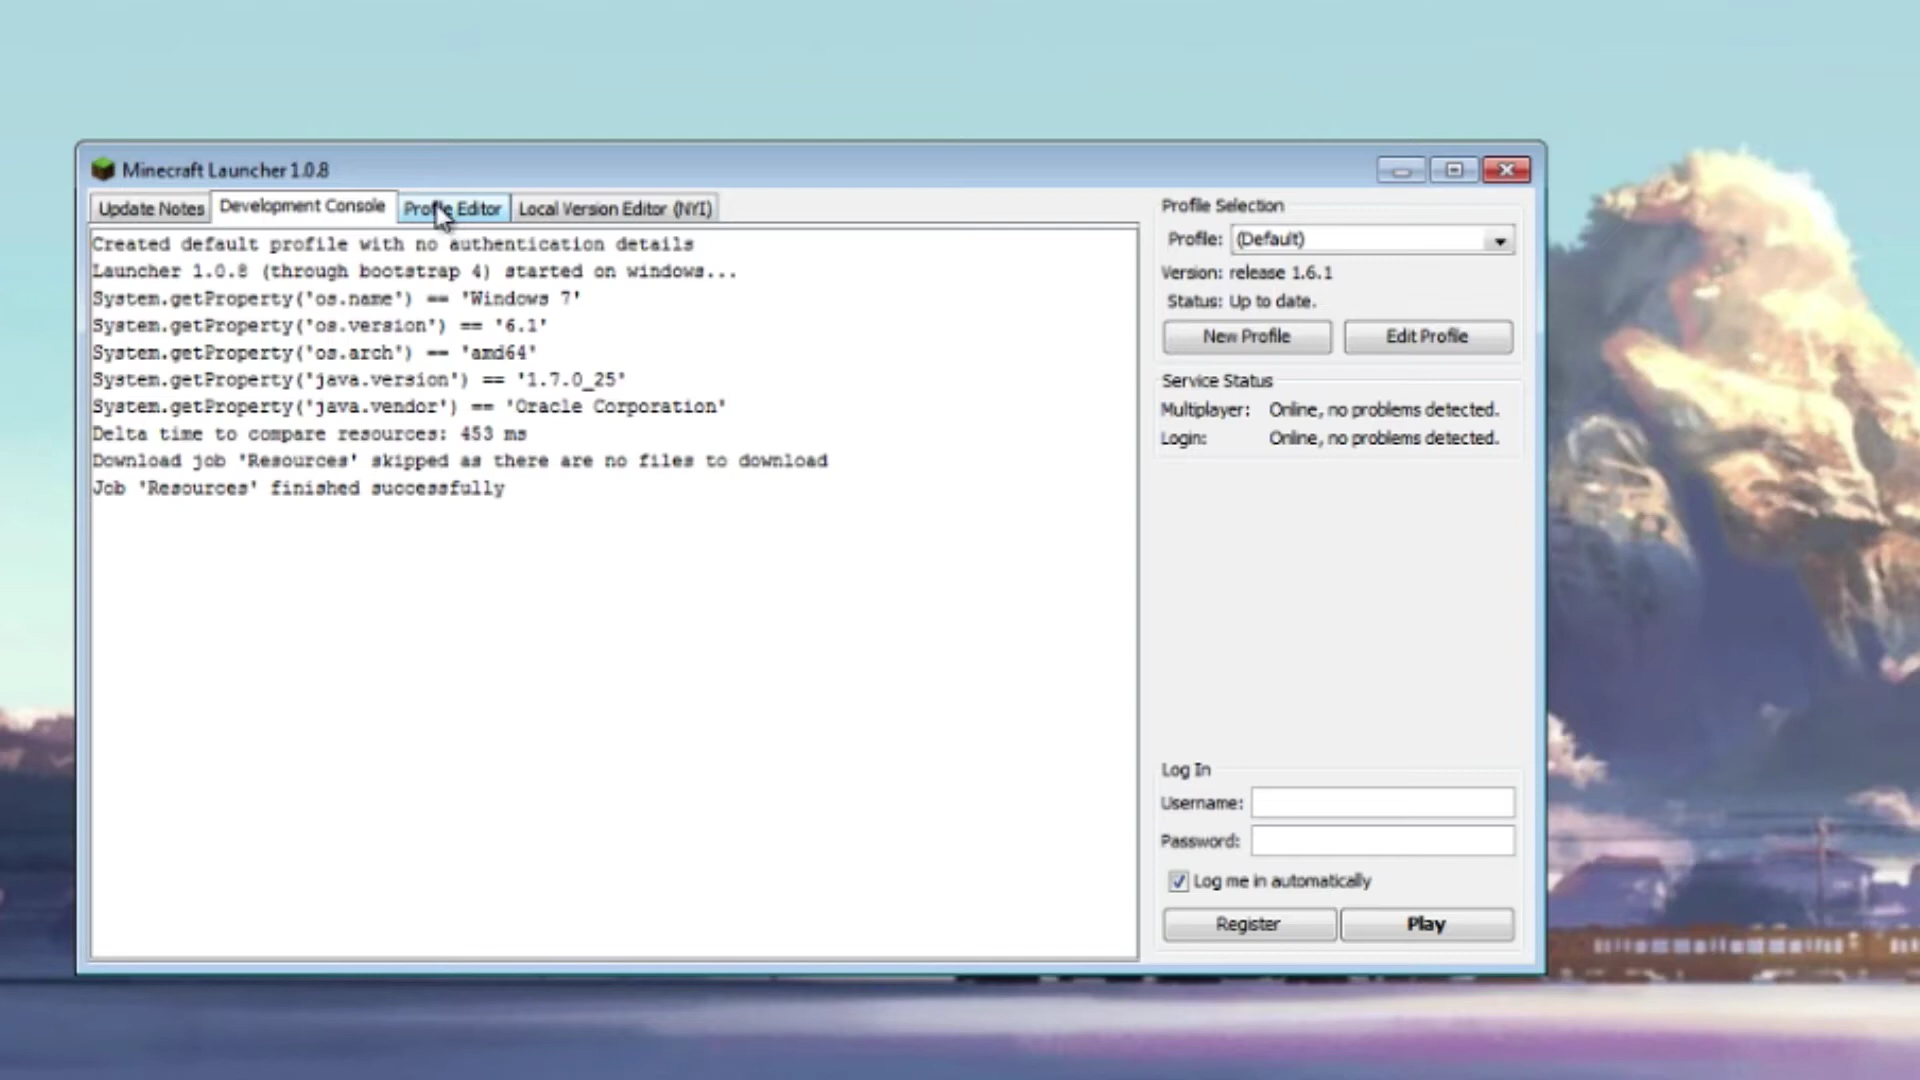 Minecraft Launcher 1.0.8
Update Notes
Development Console
Profile Editor
Local Version Editor (NYI)
Created default profile with no authentication details
Launcher 1.0.8 (through bootstrap 4) started on windows...
System.getProperty('os.name') == 'Windows 7'
System.getProperty('os.version') == '6.1'
System.getProperty('os.arch') == 'amd64'
System.getProperty('java.version') == '1.7.0_25'
System.getProperty('java.vendor') == 'Oracle Corporation'
Delta time to compare resources: 453 ms
Download job 'Resources' skipped as there are no files to download
Job 'Resources' finished successfully
Profile Selection
Profile: (Default)
Version: release 1.6.1
Status: Up to date.
New Profile
Edit Profile
Service Status
Multiplayer: Online, no problems detected.
Login: Online, no problems detected.
Log In
Username:
Password:
Log me in automatically
Register
Play